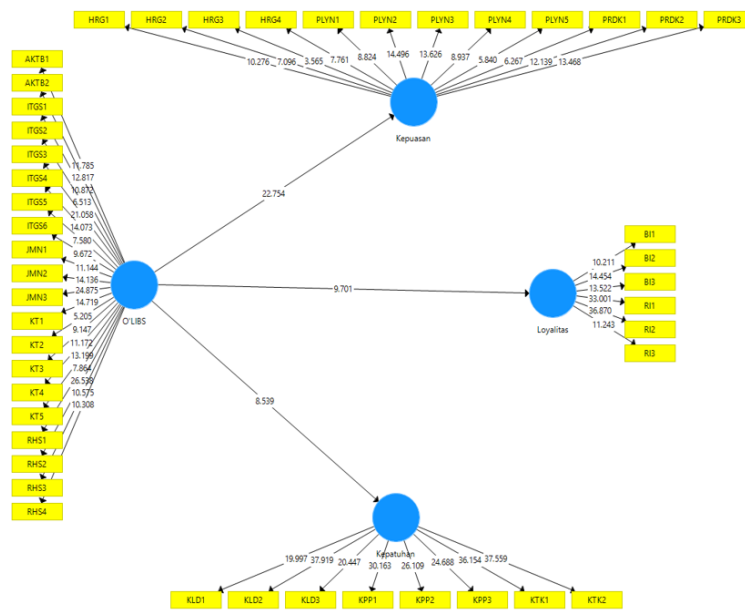 HRG1 HRG2 HRG3 HRG4 PLYN1 PLYN2 PLYN3 PLYN4 PLYN5 PRDK1 PRDK2 PRDK3
10.276 7.096 3.565 7.761 8.824 14.496 13.626 8.937 5.840 6.267 12.139 13.468
Kepuasan
AKTB1
AKTB2
ITGS1
ITGS2
ITGS3
ITGS4
ITGS5
ITGS6
JMN1
JMN2
JMN3
KT1
KT2
KT3
KT4
KT5
RHS1
RHS2
RHS3
RHS4
11.785
12.817
10.872
6.513
21.058
14.073
7.580
9.672
11.144
14.136
24.875
14.719
5.205
9.147
11.172
13.199
7.864
26.538
10.575
10.308
O'LIBS
22.754
9.701
8.539
Loyalitas
10.211
14.454
13.522
33.001
36.870
11.243
BI1
BI2
BI3
RI1
RI2
RI3
Kepatuhan
19.997 37.919 20.447 30.163 26.109 24.688 36.154 37.559
KLD1 KLD2 KLD3 KPP1 KPP2 KPP3 KTK1 KTK2